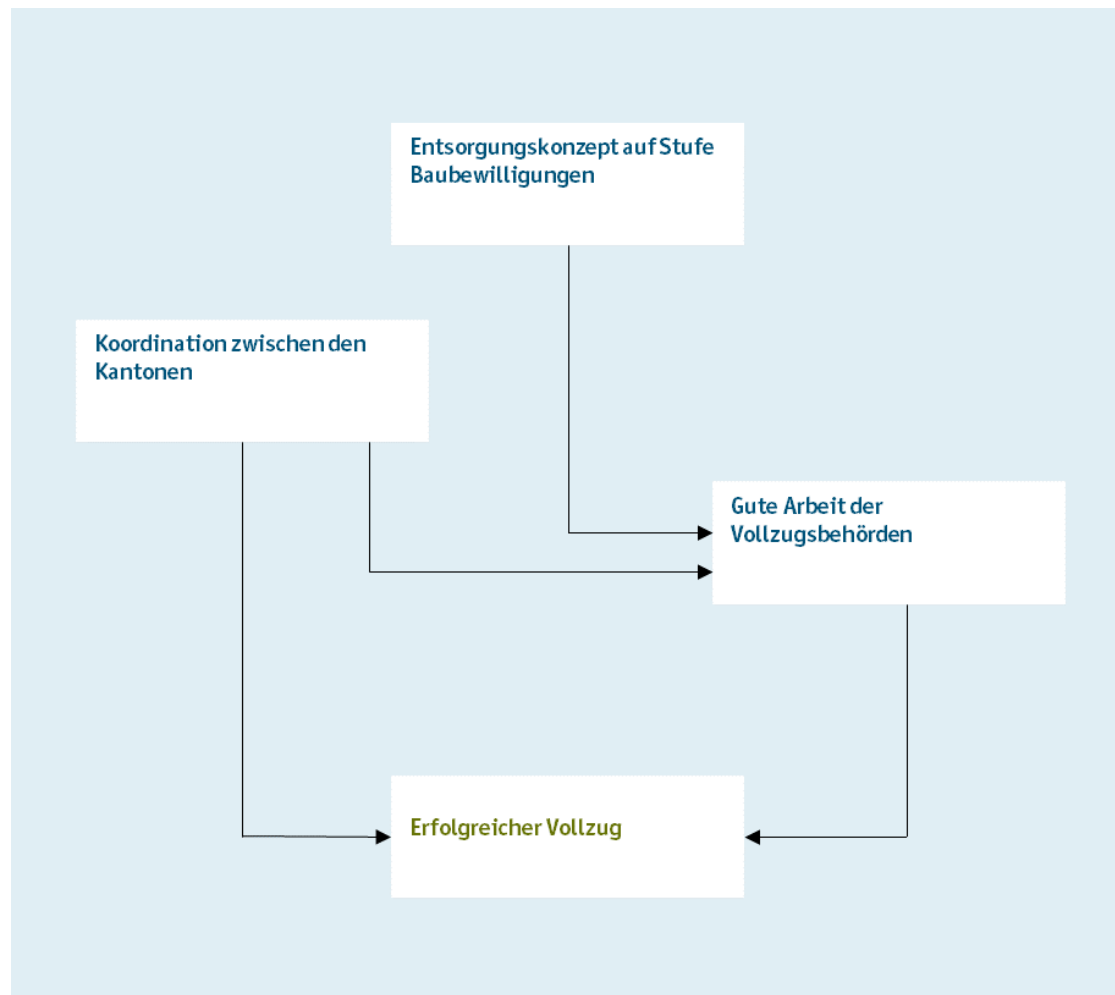 Entsorgungskonzept auf Stufe
Baubewilligungen
Koordination zwischen den
Kantonen
Gute Arbeit der
Vollzugsbehörden
Erfolgreicher Vollzug